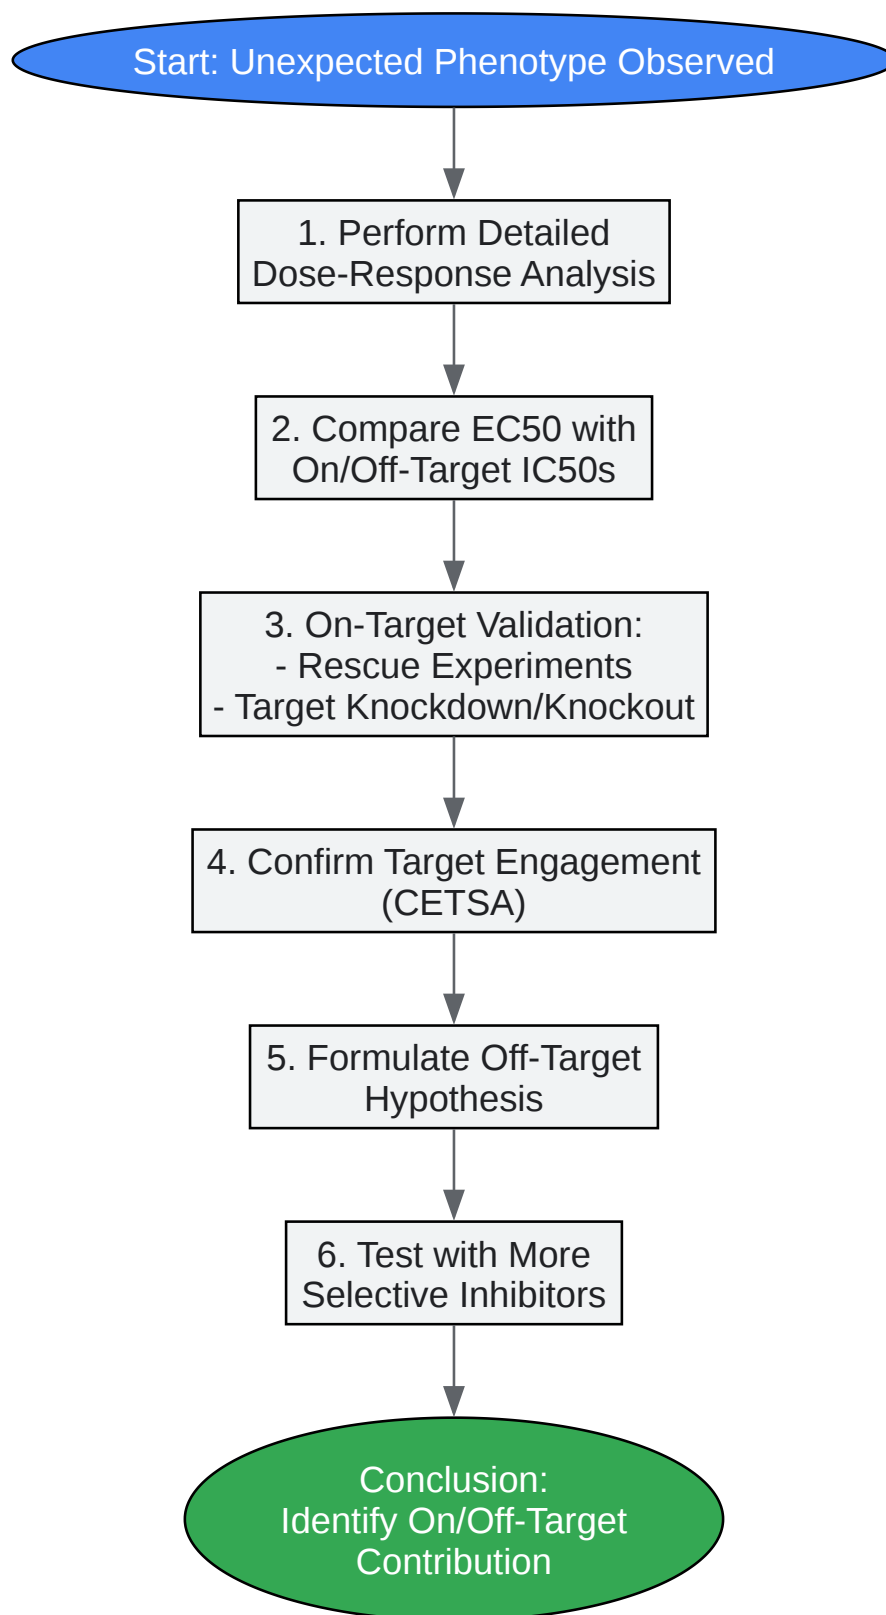 Start: Unexpected Phenotype Observed
1. Perform Detailed
Dose-Response Analysis
2. Compare EC50 with
On/Off-Target IC50s
3. On-Target Validation:
- Rescue Experiments
- Target Knockdown/Knockout
4. Confirm Target Engagement
(CETSA)
5. Formulate Off-Target
Hypothesis
6. Test with More
Selective Inhibitors
Conclusion:
Identify On/Off-Target
Contribution